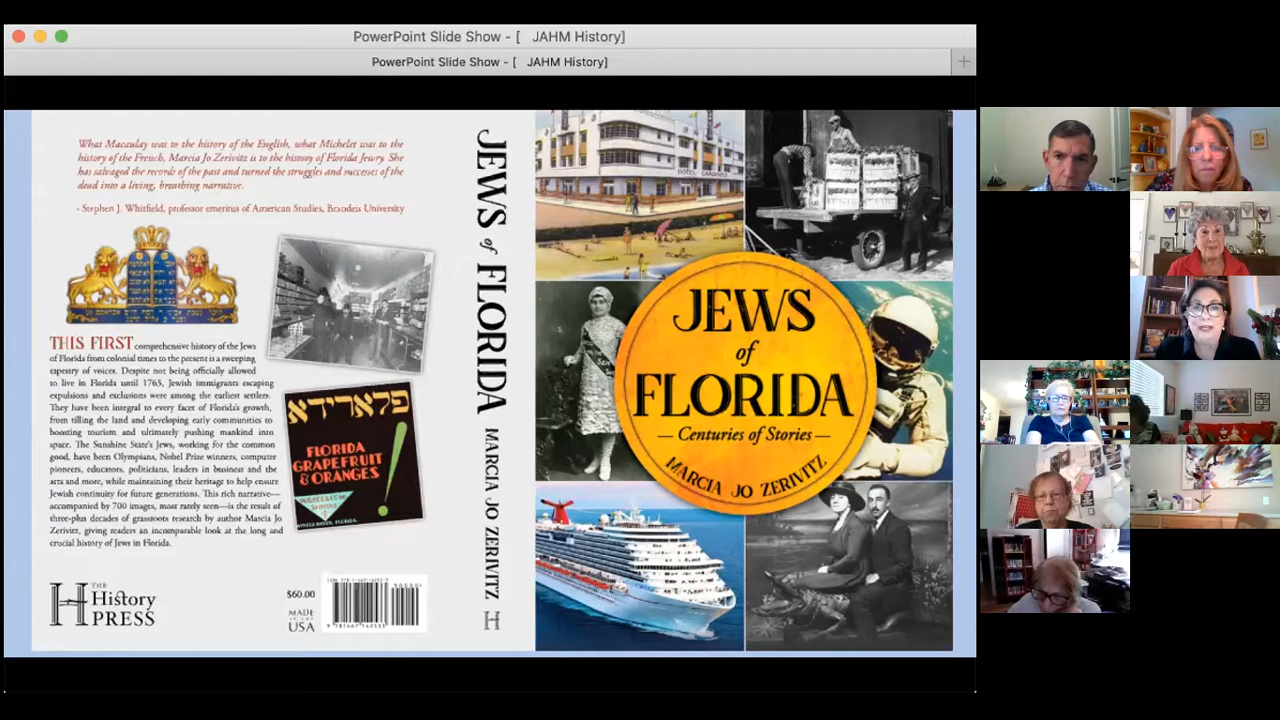 PowerPoint Slide Show - [ JAHM History]
PowerPoint Slide Show - [ JAHM History]
What Macaulay was to the history of the English, what Michelet was to the
history of the French, Marcia Jo Zerivitz is to the history of Florida Jewry. She
has salvaged the records of the past and turned the struggles and successes of the
dead into a living, breathing narrative.
- Stephen J. Whitfield, professor emeritus of American Studies, Brandeis University
THIS FIRST comprehensive history of the Jews
of Florida from colonial times to the present is a sweeping
tapestry of voices. Despite not being officially allowed
to live in Florida until 1763, Jewish immigrants escaping
expulsions and exclusions were among the earliest settlers.
They have been integral to every facet of Florida's growth,
from tilling the land and developing early communities to
boosting tourism and ultimately pushing mankind into
space. The Sunshine State's Jews, working for the common
good, have been Olympians, Nobel Prize winners, computer
pioneers, educators, politicians, leaders in business and the
arts and more, while maintaining their heritage to help ensure
Jewish continuity for future generations. This rich narrative—
accompanied by 700 images, most rarely seen—is the result of
three-plus decades of grassroots research by author Marcia Jo
Zerivitz, giving readers an incomparable look at the long and
crucial history of Jews in Florida.
פלארידא
FLORIDA
GRAPEFRUIT
& ORANGES
!
WINTER HAVEN, FLORIDA.
H THE
History
PRESS
$60.00
MADE
IN THE
USA
JEWS of FLORIDA MARCIA JO ZERIVITZ H
HOTEL CARDOZO
JEWS
of
FLORIDA
— Centuries of Stories —
MARCIA JO ZERIVITZ